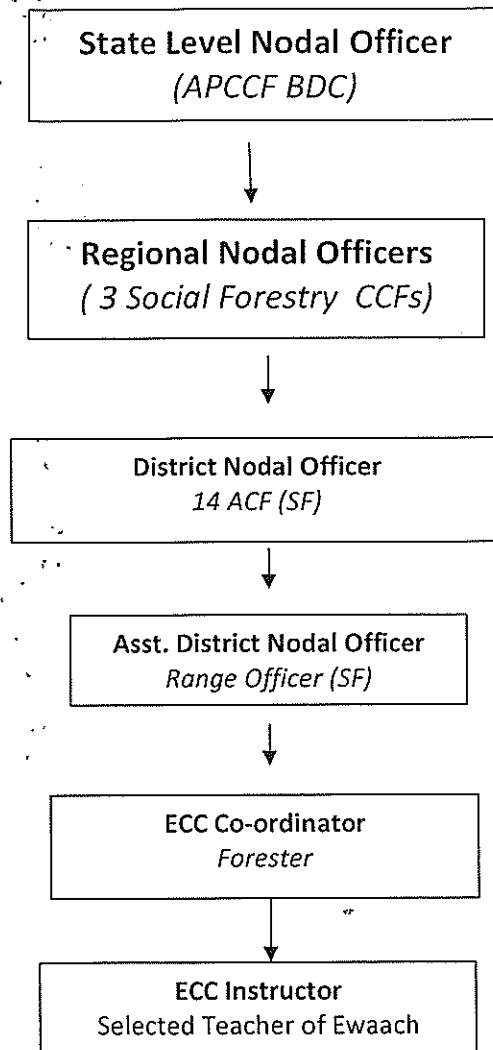 State Level Nodal Officer
(APCCF BDC)
Regional Nodal Officers
( 3 Social Forestry CCFs)
District Nodal Officer
14 ACF (SF)
Asst. District Nodal Officer
Range Officer (SF)
ECC Co-ordinator
Forester
ECC Instructor
Selected Teacher of Ewaach